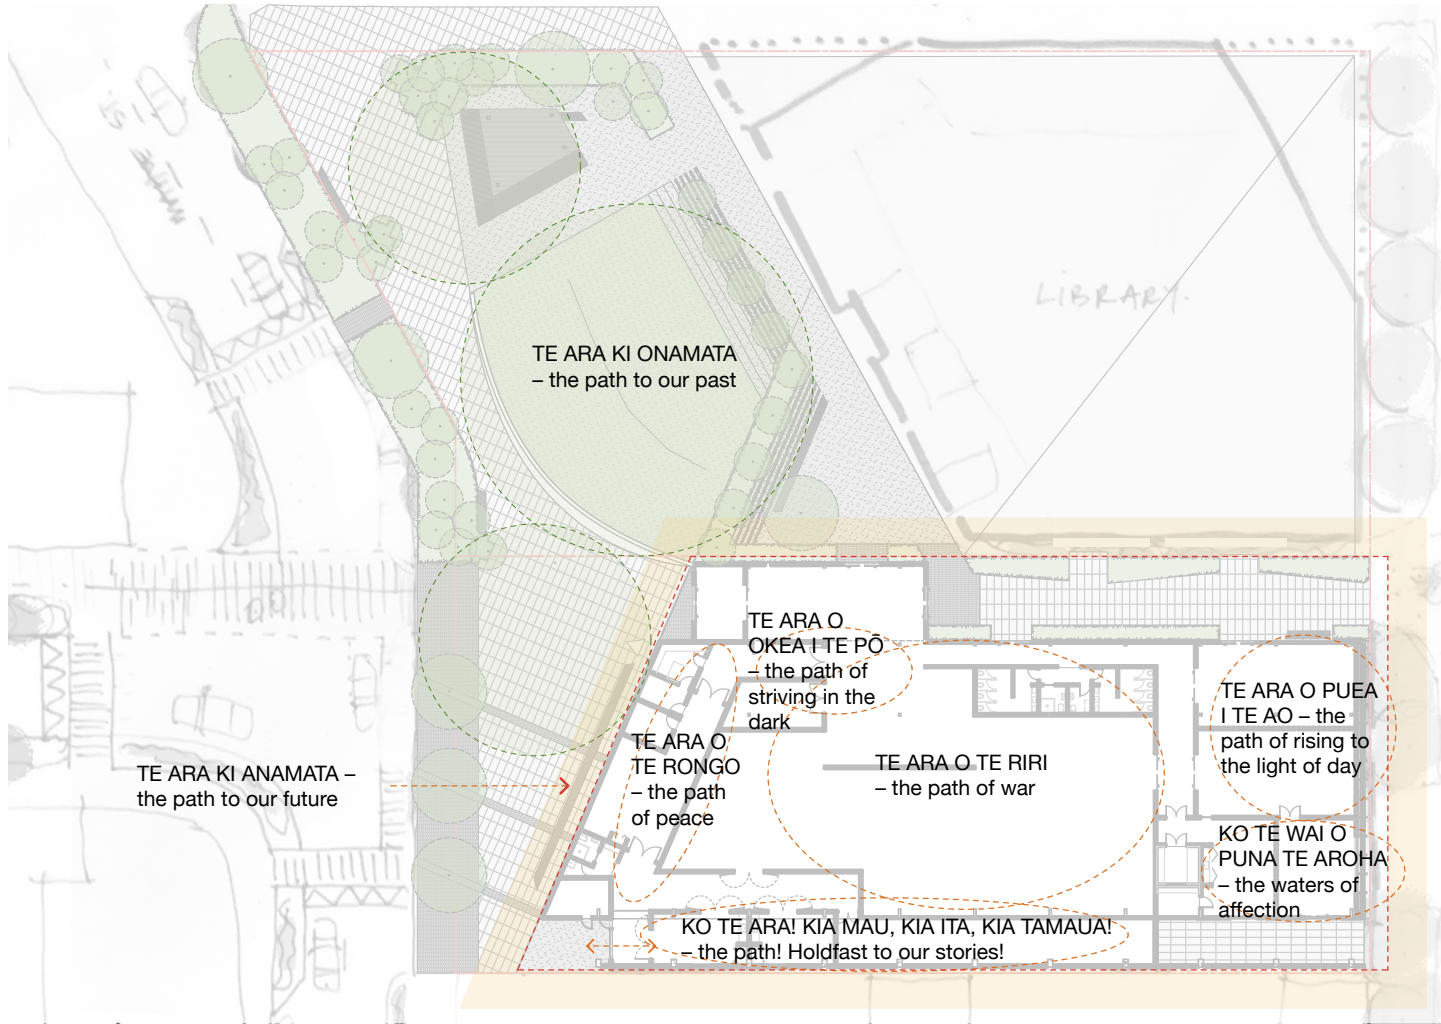 LIBRARY.
TE ARA KI ONAMATA
– the path to our past
TE ARA O
OKEA I TE PŌ
– the path of
striving in the
dark
TE ARA O PUEA
I TE AO – the
path of rising to
the light of day
TE ARA O
TE RONGO
– the path
of peace
TE ARA O TE RIRI
– the path of war
TE ARA KI ANAMATA –
the path to our future
KO TE WAI O
PUNA TE AROHA
– the waters of
affection
KO TE ARA! KIA MAU, KIA ITA, KIA TAMAUA!
– the path! Holdfast to our stories!